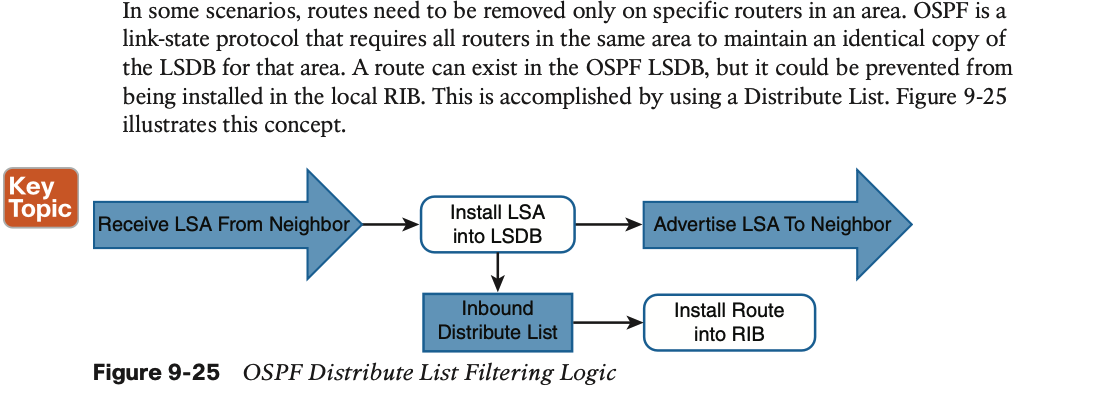 In some scenarios, routes need to be removed only on specific routers in an area. OSPF is a
link-state protocol that requires all routers in the same area to maintain an identical copy of
the LSDB for that area. A route can exist in the OSPF LSDB, but it could be prevented from
being installed in the local RIB. This is accomplished by using a Distribute List. Figure 9-25
illustrates this concept.
Key
Topic
Receive LSA From Neighbor
Install LSA
into LSDB
Advertise LSA To Neighbor
Inbound
Distribute List
Install Route
into RIB
Figure 9-25 OSPF Distribute List Filtering Logic